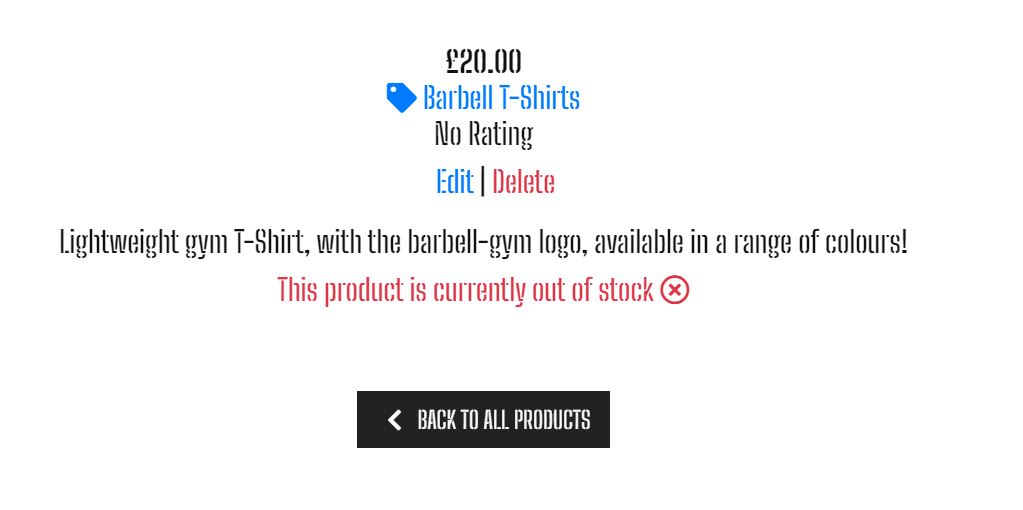 £20.00
Barbell T-Shirts
No Rating
Edit | Delete
Lightweight gym T-Shirt, with the barbell-gym logo, available in a range of colours!
This product is currently out of stock
BACK TO ALL PRODUCTS